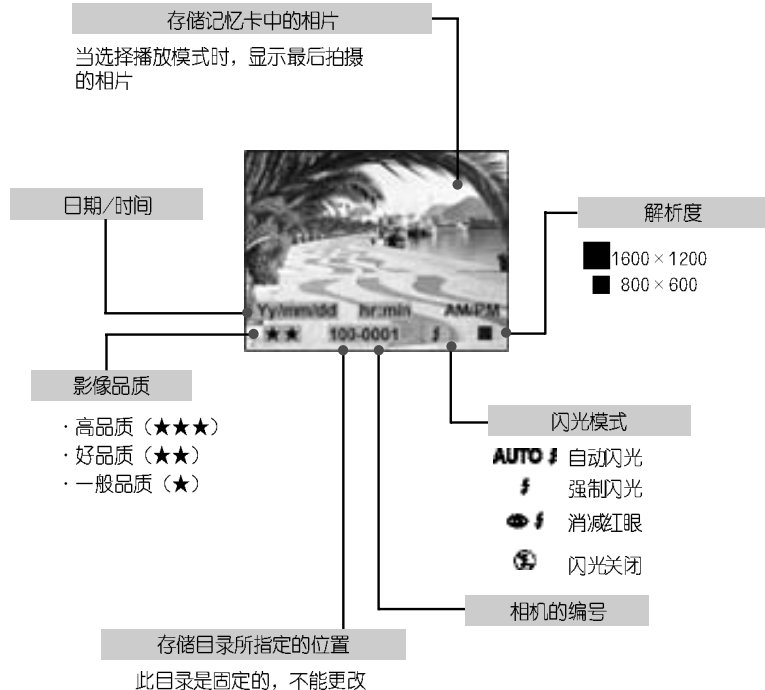 存储记忆卡中的相片
当选择播放模式时，显示最后拍摄
的相片
日期/时间
解析度
1600×1200
800×600
Yy/mm/dd hr:min AM/PM
★★ 100-0001
影像品质
·高品质（★★★）
·好品质（★★）
·一般品质（★）
闪光模式
AUTO 自动闪光
强制闪光
消减红眼
闪光关闭
相机的编号
存储目录所指定的位置
此目录是固定的，不能更改